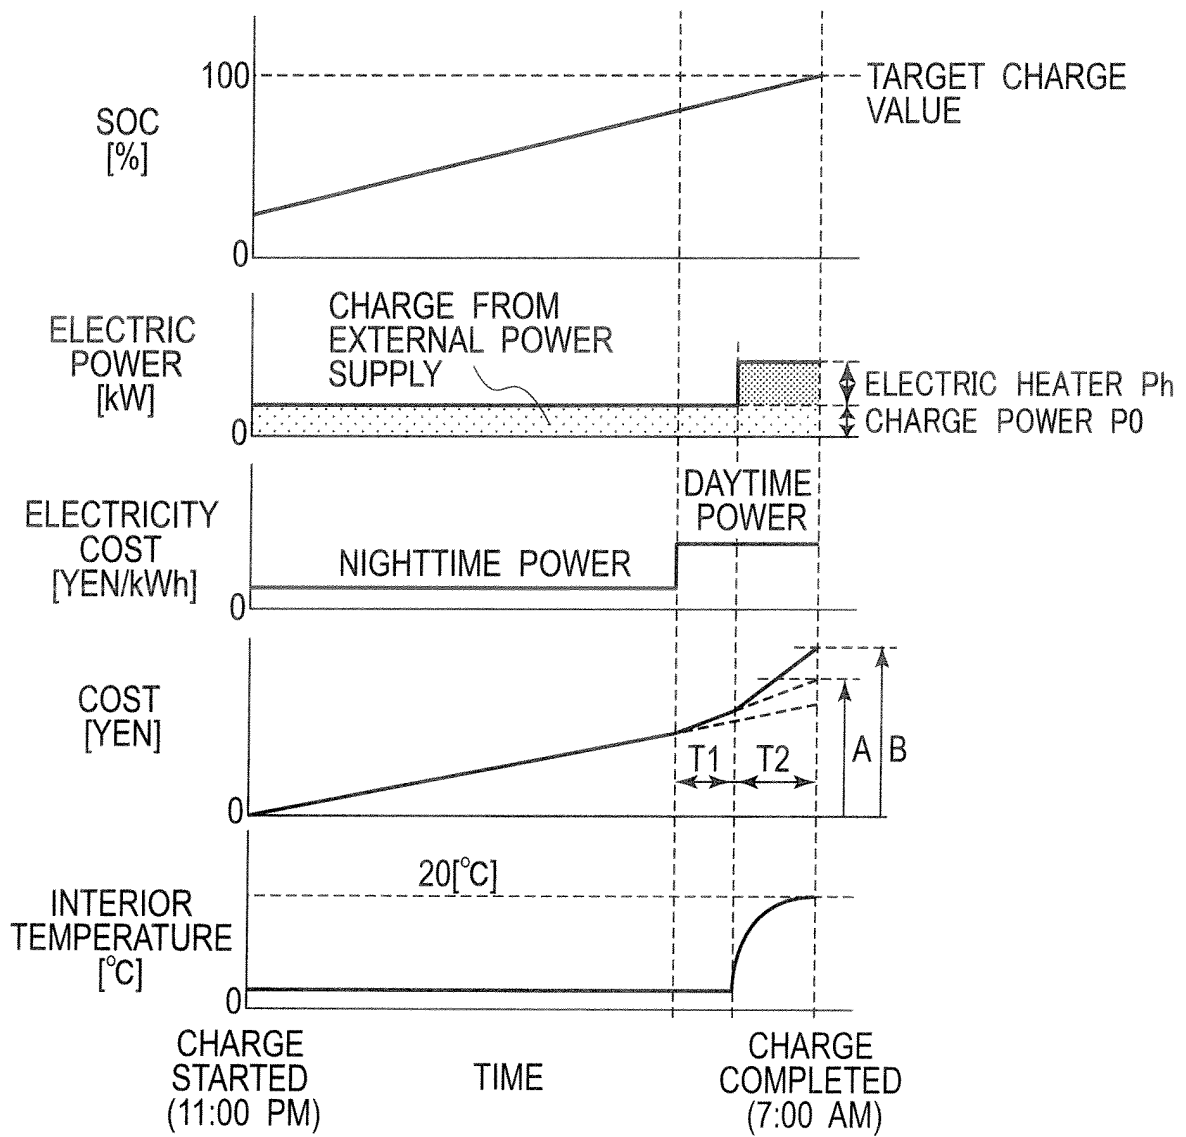 100
TARGET CHARGE
VALUE
SOC
[%]
0
CHARGE FROM
EXTERNAL POWER
SUPPLY
ELECTRIC
POWER
[kW]
ELECTRIC HEATER Ph
CHARGE POWER P0
0
DAYTIME
POWER
ELECTRICITY
COST
[YEN/kWh]
NIGHTTIME POWER
0
COST
[YEN]
T1 T2 A B
0
20[°C]
INTERIOR
TEMPERATURE
[°C]
0
CHARGE
STARTED
(11:00 PM)
TIME
CHARGE
COMPLETED
(7:00 AM)